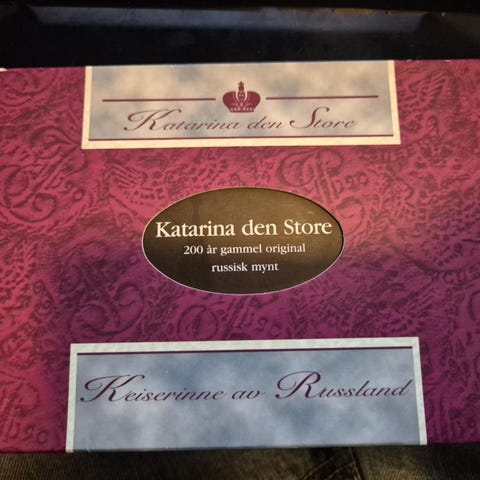 Katarina den Store
Katarina den Store
200 år gammel original
russisk mynt
Keiserinne av Russland